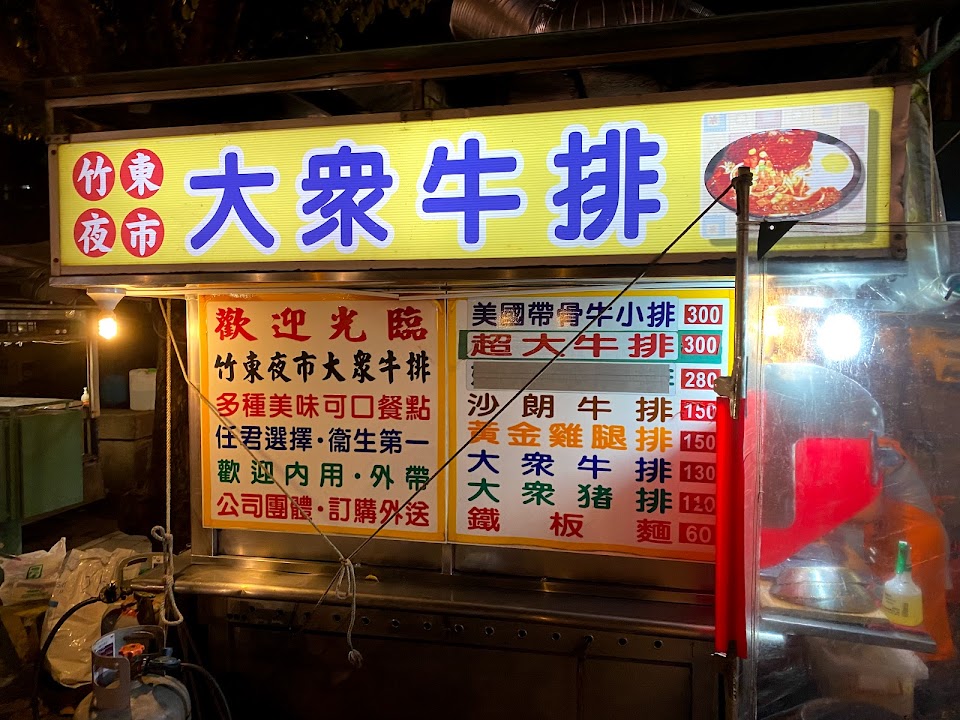 竹東
夜市
大眾牛排
歡迎光臨
竹東夜市大衆牛排
多種美味可口餐點
任君選擇·衞生第一
歡迎內用·外帶
公司團體·訂購外送
美國帶骨牛小排 300
超大牛排 300
280
沙朗牛排 150
黃金雞腿排 150
大衆牛排 130
大衆豬排 120
鐵板麵 60